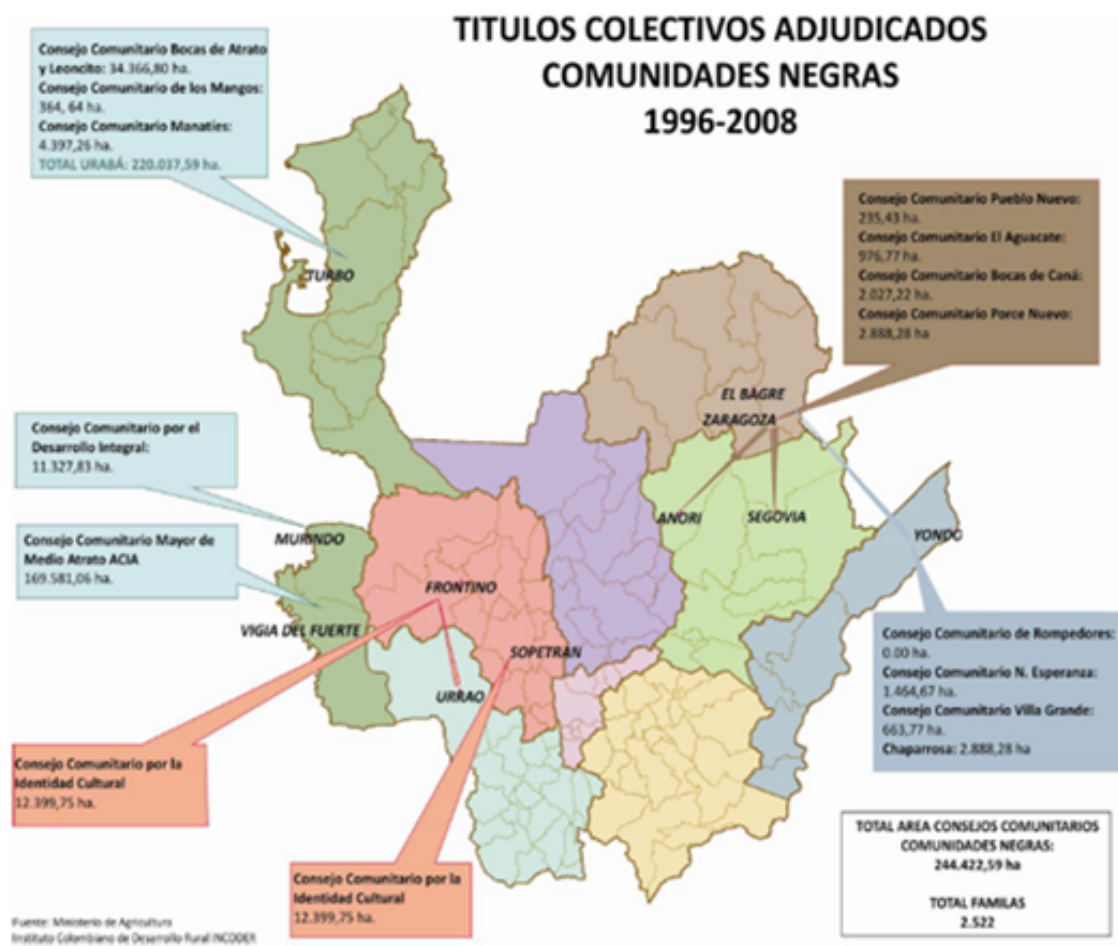 TITULOS COLECTIVOS ADJUDICADOS
COMUNIDADES NEGRAS
1996-2008
Consejo Comunitario Bocas de Atrato
y Leoncito: 34.366,80 ha.
Consejo Comunitario de los Mangos:
364, 64 ha.
Consejo Comunitario Manatíes:
4.397,26 ha.
TOTAL URABÁ: 220.037,59 ha.
Consejo Comunitario Pueblo Nuevo:
235,43 ha.
Consejo Comunitario El Aguacate:
976,77 ha.
Consejo Comunitario Bocas de Caná:
2.027,22 ha.
Consejo Comunitario Porce Nuevo:
2.888,28 ha
TURBO
EL BAGRE
ZARAGOZA
Consejo Comunitario por el
Desarrollo Integral:
11.327,83 ha.
ANORI
SEGOVIA
YONDO
MURINDO
Consejo Comunitario Mayor de
Medio Atrato ACIA
169.581,06 ha.
FRONTINO
VIGIA DEL FUERTE
SOPETRAN
URRAO
Consejo Comunitario de Rompedores:
0.00 ha.
Consejo Comunitario N. Esperanza:
1.464,67 ha.
Consejo Comunitario Villa Grande:
663,77 ha.
Chaparrosa: 2.888,28 ha
Consejo Comunitario por la
Identidad Cultural
12.399,75 ha.
Consejo Comunitario por la
Identidad Cultural
12.399,75 ha.
TOTAL AREA CONSEJOS COMUNITARIOS
COMUNIDADES NEGRAS:
244.422,59 ha
TOTAL FAMILAS
2.522
Fuente: Ministerio de Agricultura
Instituto Colombiano de Desarrollo Rural INCODER